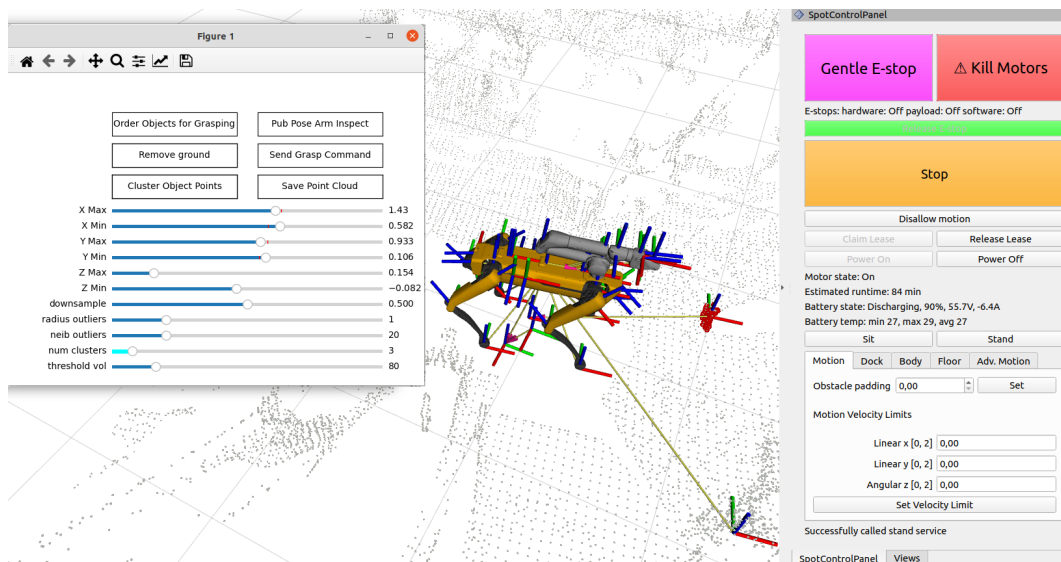 Figure 1
Order Objects for Grasping
Pub Pose Arm Inspect
Remove ground
Send Grasp Command
Cluster Object Points
Save Point Cloud
X Max 1.43
X Min 0.582
Y Max 0.933
Y Min 0.106
Z Max 0.154
Z Min −0.082
downsample 0.500
radius outliers 1
neib outliers 20
num clusters 3
threshold vol 80
SpotControlPanel
Gentle E-stop
⚠ Kill Motors
E-stops: hardware: Off payload: Off software: Off
Stop
Disallow motion
Claim Lease
Release Lease
Power On
Power Off
Motor state: On
Estimated runtime: 84 min
Battery state: Discharging, 90%, 55.7V, -6.4A
Battery temp: min 27, max 29, avg 27
Sit
Stand
Motion Dock Body Floor Adv. Motion
Obstacle padding 0,00 Set
Motion Velocity Limits
Linear x [0, 2] 0,00
Linear y [0, 2] 0,00
Angular z [0, 2] 0,00
Set Velocity Limit
Successfully called stand service
SpotControlPanel Views